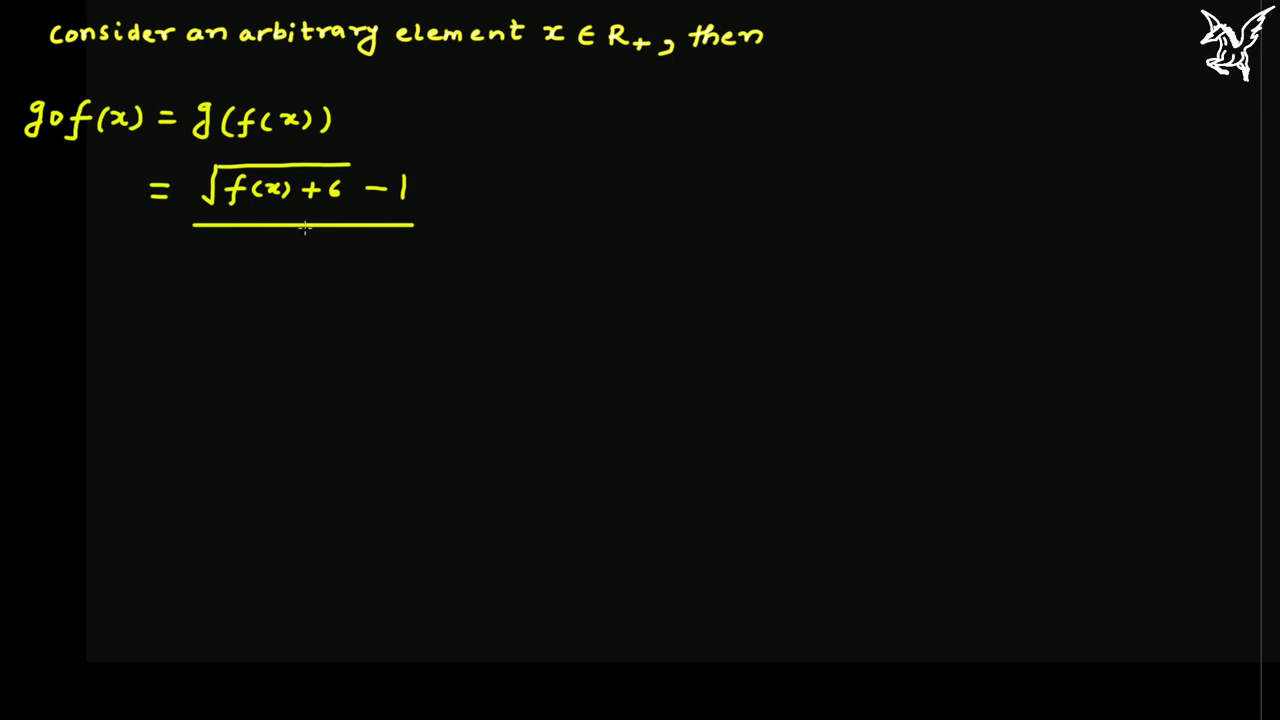 consider an arbitrary element x ∈ R₊, then
gof(x) = g(f(x))
= √(f(x) + 6) - 1